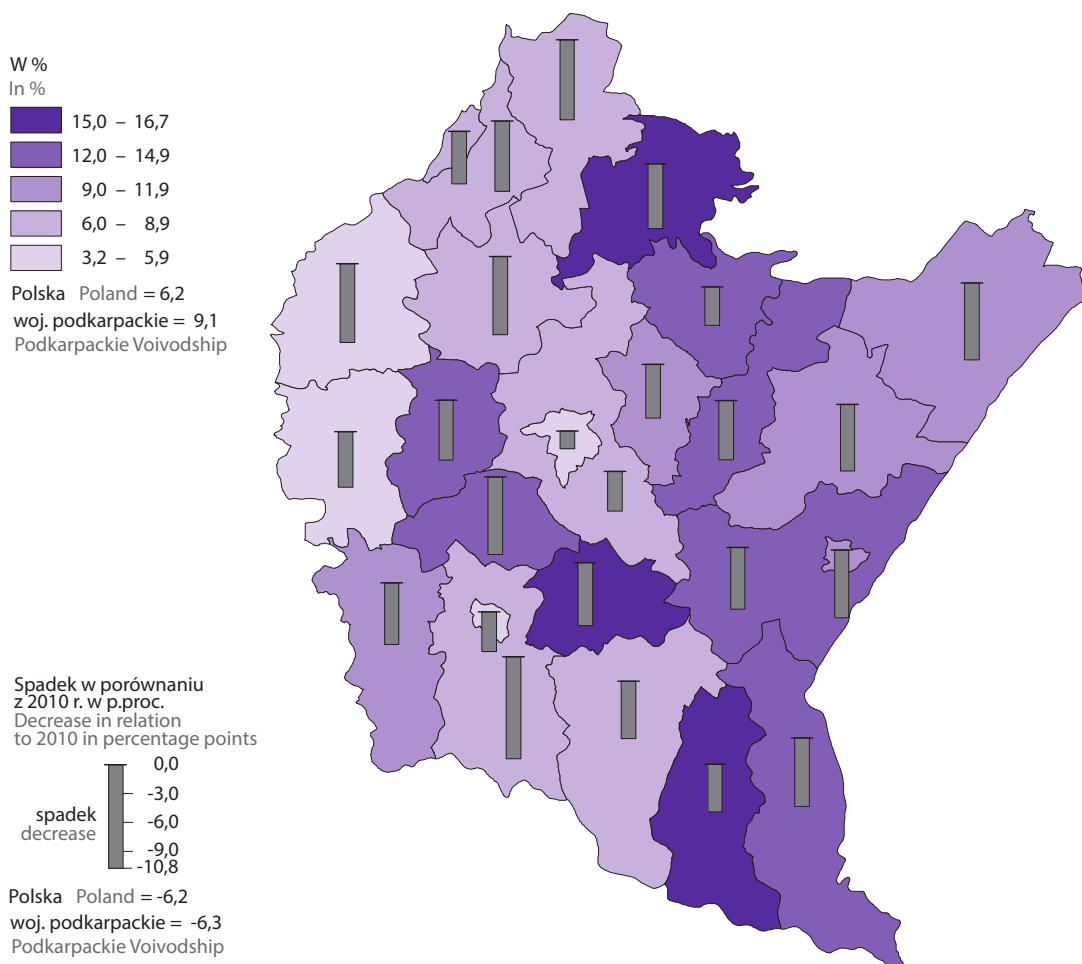 W %
In %
15,0 – 16,7
12,0 – 14,9
9,0 – 11,9
6,0 – 8,9
3,2 – 5,9
Polska Poland = 6,2
woj. podkarpackie = 9,1
Podkarpackie Voivodship
Spadek w porównaniu
z 2010 r. w p.proc.
Decrease in relation
to 2010 in percentage points
0,0
-3,0
spadek
-6,0
decrease
-9,0
-10,8
Polska Poland = -6,2
woj. podkarpackie = -6,3
Podkarpackie Voivodship